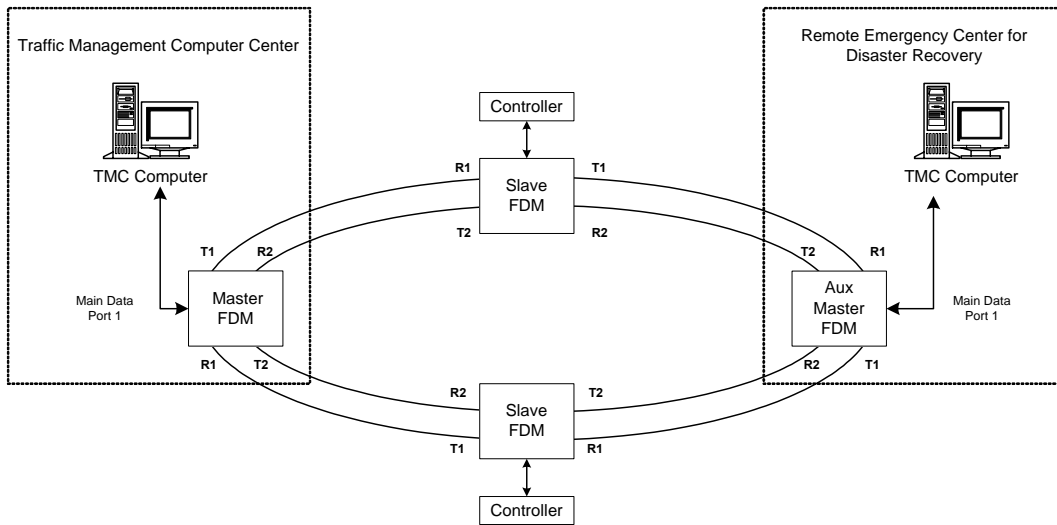 Traffic Management Computer Center
TMC Computer
Main Data
Port 1
Master
FDM
T1
R2
R1
T2
Controller
R1
T1
Slave
FDM
T2
R2
R2
T2
Slave
FDM
T1
R1
Controller
Remote Emergency Center for
Disaster Recovery
TMC Computer
T2
R1
Aux
Master
FDM
Main Data
Port 1
R2
T1